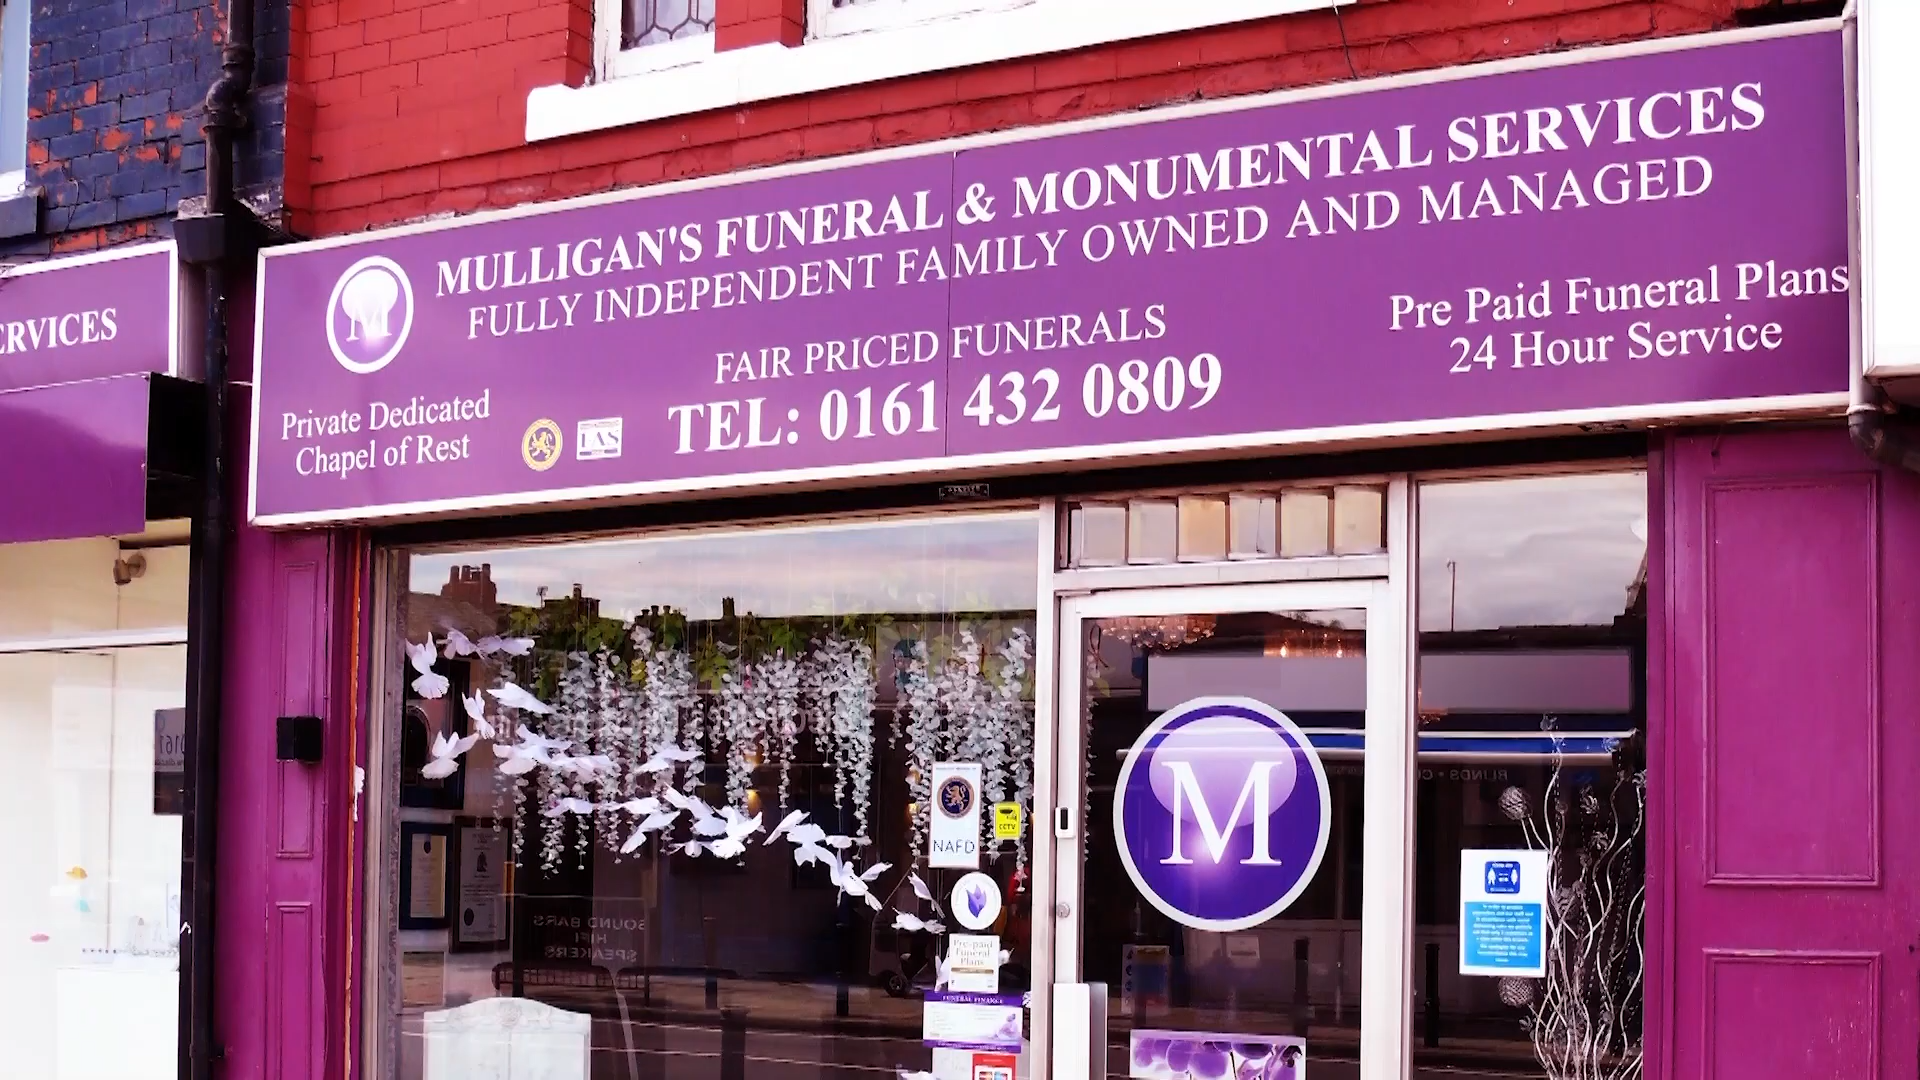 MULLIGAN'S FUNERAL & MONUMENTAL SERVICES
FULLY INDEPENDENT FAMILY OWNED AND MANAGED
FAIR PRICED FUNERALS
TEL: 0161 432 0809
Pre Paid Funeral Plans
24 Hour Service
Private Dedicated
Chapel of Rest
M
ERVICES
M
NAFD
CCTV
Pre-paid
Funeral
Plans
FUNERAL FINANCE
SOUND BARS
HIFI
SPEAKERS
BLINDS
0161